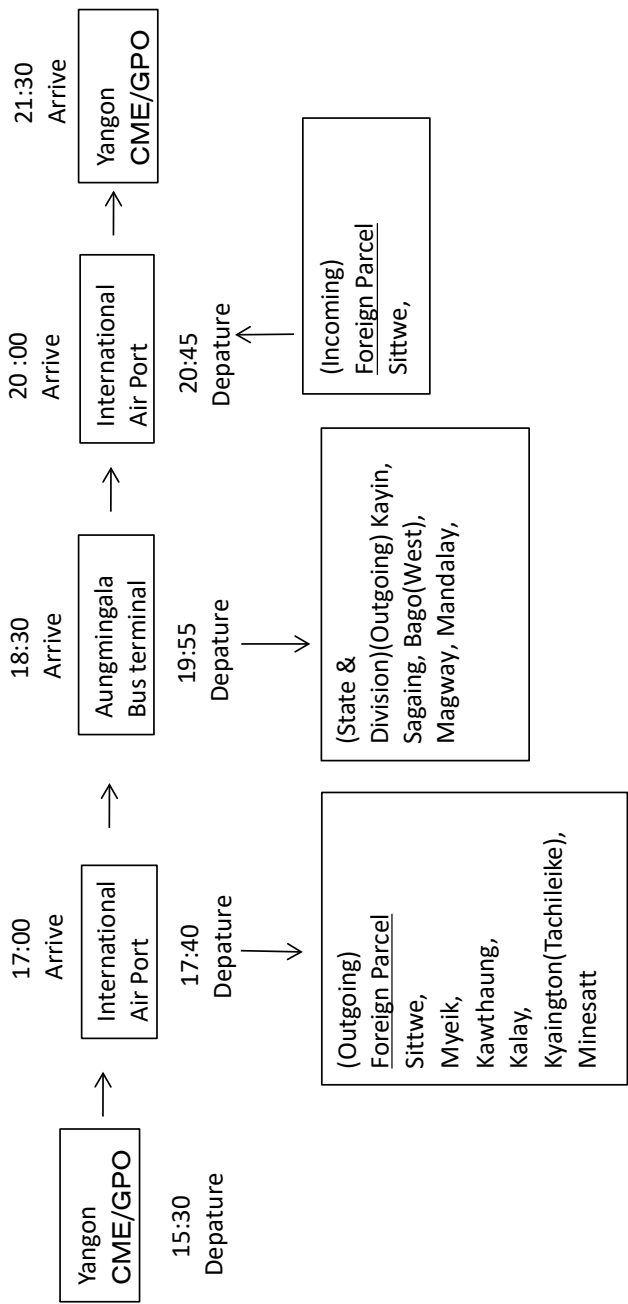 Yangon
CME/GPO
15:30
Depature
17:00
Arrive
International
Air Port
17:40
Depature
(Outgoing)
Foreign Parcel
Sittwe,
Myeik,
Kawthaung,
Kalay,
Kyaington(Tachileike),
Minesatt
18:30
Arrive
Aungmingala
Bus terminal
19:55
Depature
(State &
Division)(Outgoing) Kayin,
Sagaing, Bago(West),
Magway, Mandalay,
20 :00
Arrive
International
Air Port
20:45
Depature
(Incoming)
Foreign Parcel
Sittwe,
21:30
Arrive
Yangon
CME/GPO